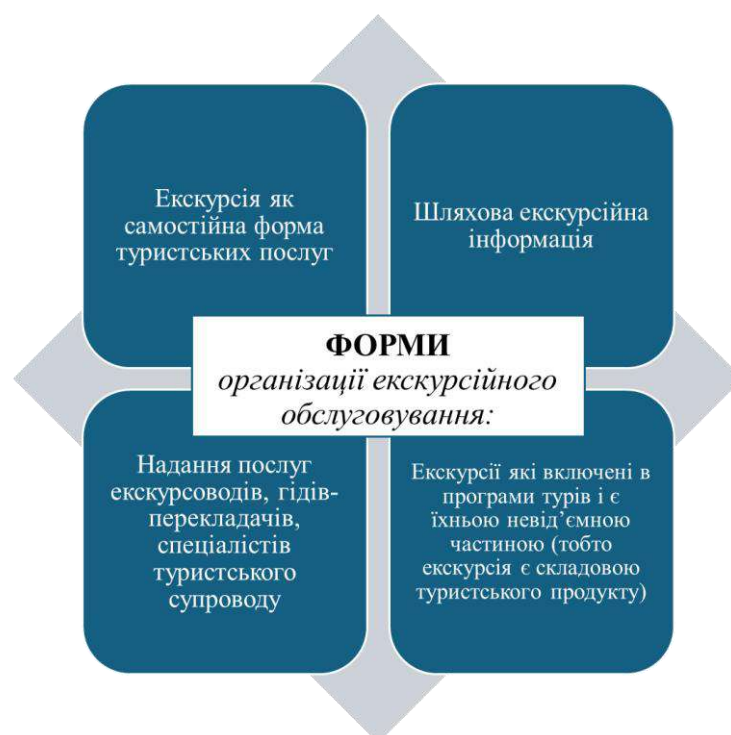 Екскурсія як
самостійна форма
туристських послуг
Шляхова екскурсійна
інформація
ФОРМИ
організації екскурсійного
обслуговування:
Надання послуг
екскурсоводів, гідів-
перекладачів,
спеціалістів
туристського
супроводу
Екскурсії які включені в
програми турів і є
їхньою невід’ємною
частиною (тобто
екскурсія є складовою
туристського продукту)